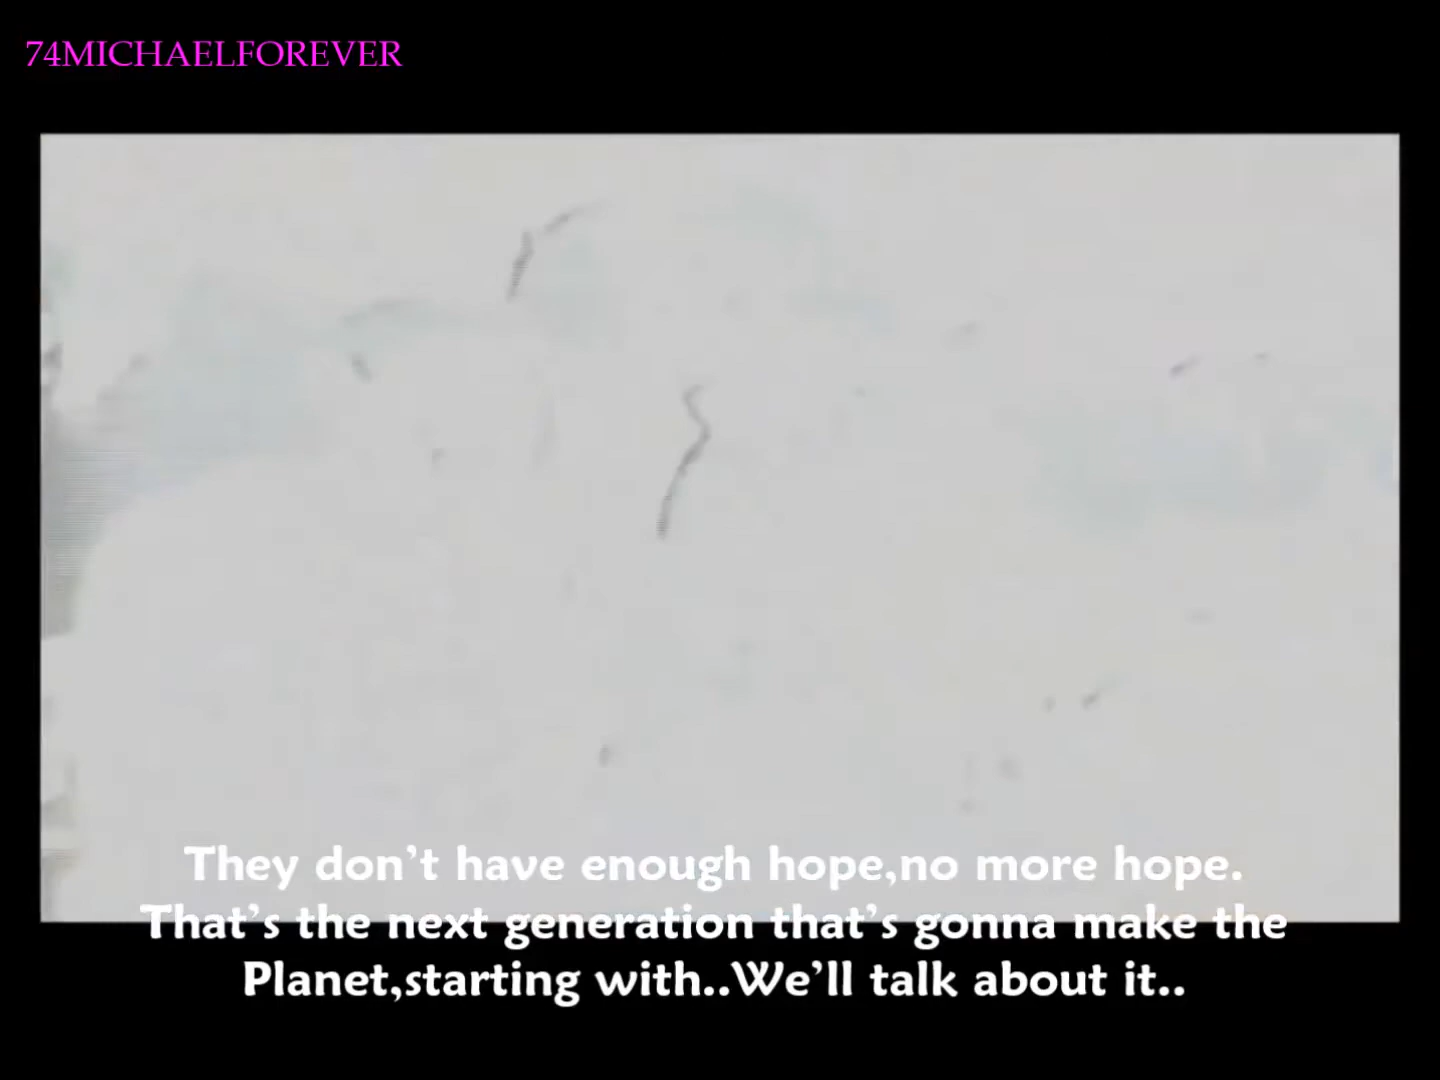 74MICHAELFOREVER
They don't have enough hope,no more hope.
That's the next generation that's gonna make the
Planet,starting with..We'll talk about it..